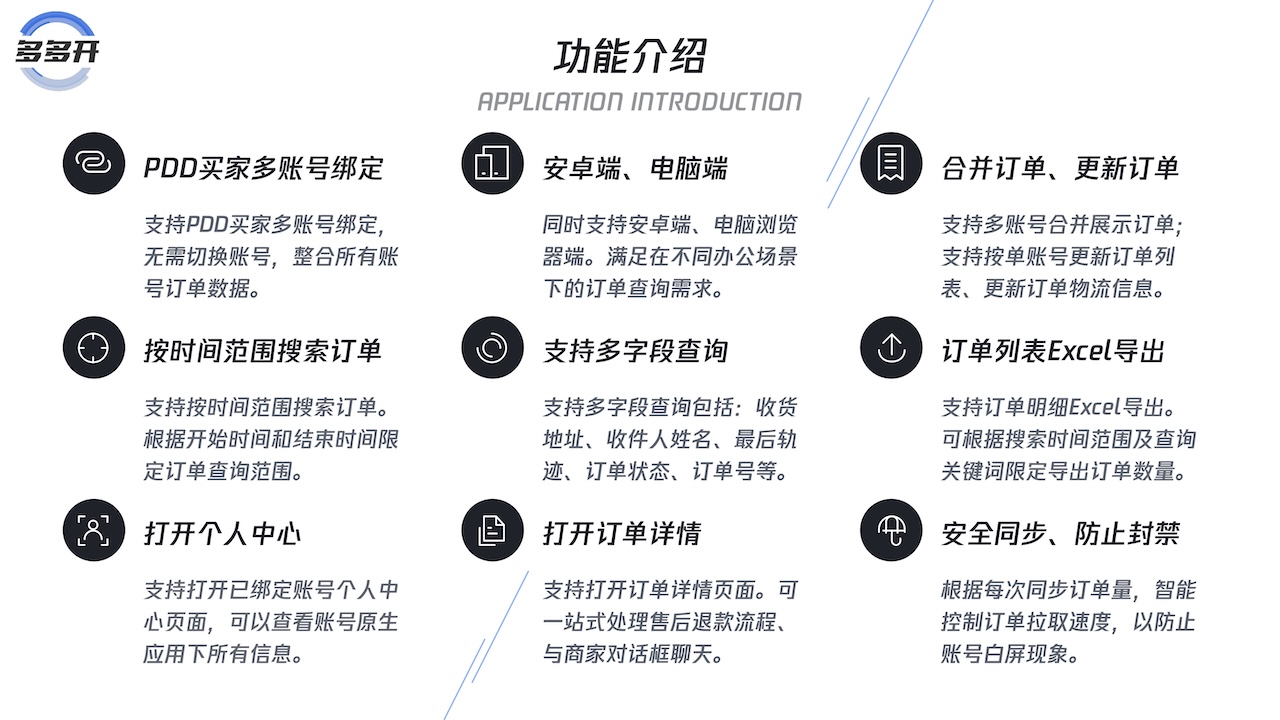 多多开
功能介绍
APPLICATION INTRODUCTION
PDD买家多账号绑定
支持PDD买家多账号绑定，
无需切换账号，整合所有账
号订单数据。
安卓端、电脑端
同时支持安卓端、电脑浏览
器端。满足在不同办公场景
下的订单查询需求。
合并订单、更新订单
支持多账号合并展示订单；
支持按单账号更新订单列
表、更新订单物流信息。
按时间范围搜索订单
支持按时间范围搜索订单。
根据开始时间和结束时间限
定订单查询范围。
支持多字段查询
支持多字段查询包括：收货
地址、收件人姓名、最后轨
迹、订单状态、订单号等。
订单列表Excel导出
支持订单明细Excel导出。
可根据搜索时间范围及查询
关键词限定导出订单数量。
打开个人中心
支持打开已绑定账号个人中
心页面，可以查看账号原生
应用下所有信息。
打开订单详情
支持打开订单详情页面。可
一站式处理售后退款流程、
与商家对话框聊天。
安全同步、防止封禁
根据每次同步订单量，智能
控制订单拉取速度，以防止
账号白屏现象。